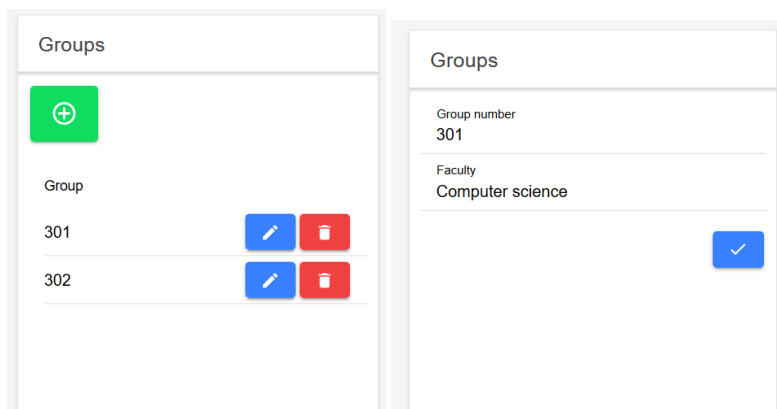 Groups
Group
301
302
Groups
Group number
301
Faculty
Computer science